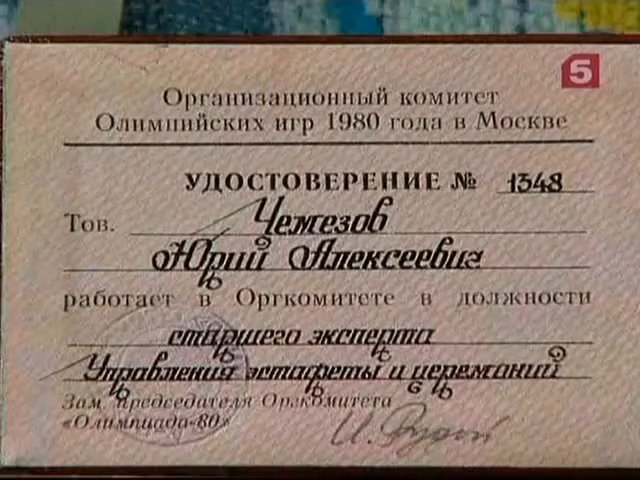 5
Организационный комитет
Олимпийских игр 1980 года в Москве
УДОСТОВЕРЕНИЕ № 1348
Тов. Чемезов
Юрий Алексеевич
работает в Оргкомитете в должности
старшего эксперта
Управления эстафеты и церемоний
Зам. председателя Оргкомитета
«Олимпиада-80»